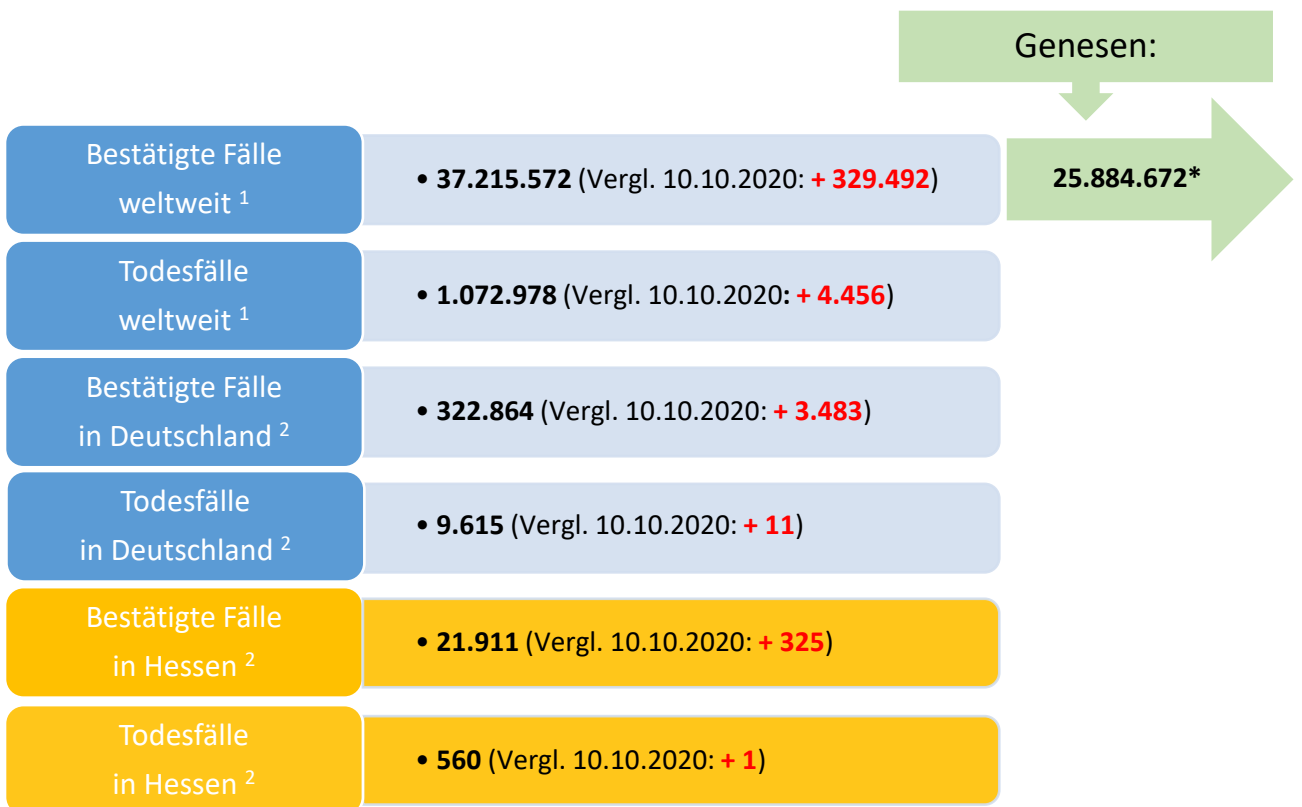 Genesen:
Bestätigte Fälle
weltweit ¹
• 37.215.572 (Vergl. 10.10.2020: + 329.492)
25.884.672*
Todesfälle
weltweit ¹
• 1.072.978 (Vergl. 10.10.2020: + 4.456)
Bestätigte Fälle
in Deutschland ²
• 322.864 (Vergl. 10.10.2020: + 3.483)
Todesfälle
in Deutschland ²
• 9.615 (Vergl. 10.10.2020: + 11)
Bestätigte Fälle
in Hessen ²
• 21.911 (Vergl. 10.10.2020: + 325)
Todesfälle
in Hessen ²
• 560 (Vergl. 10.10.2020: + 1)